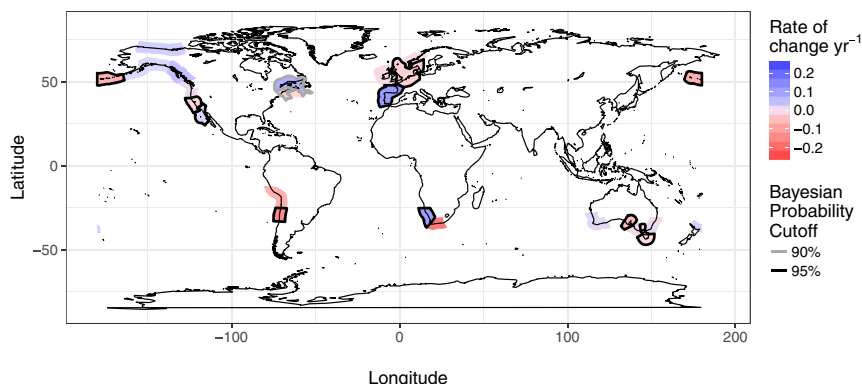 Rate of
change yr−1
0.2
0.1
0.0
−0.1
−0.2
Bayesian
Probability
Cutoff
90%
95%
Latitude
50
0
−50
−100
0
100
200
Longitude